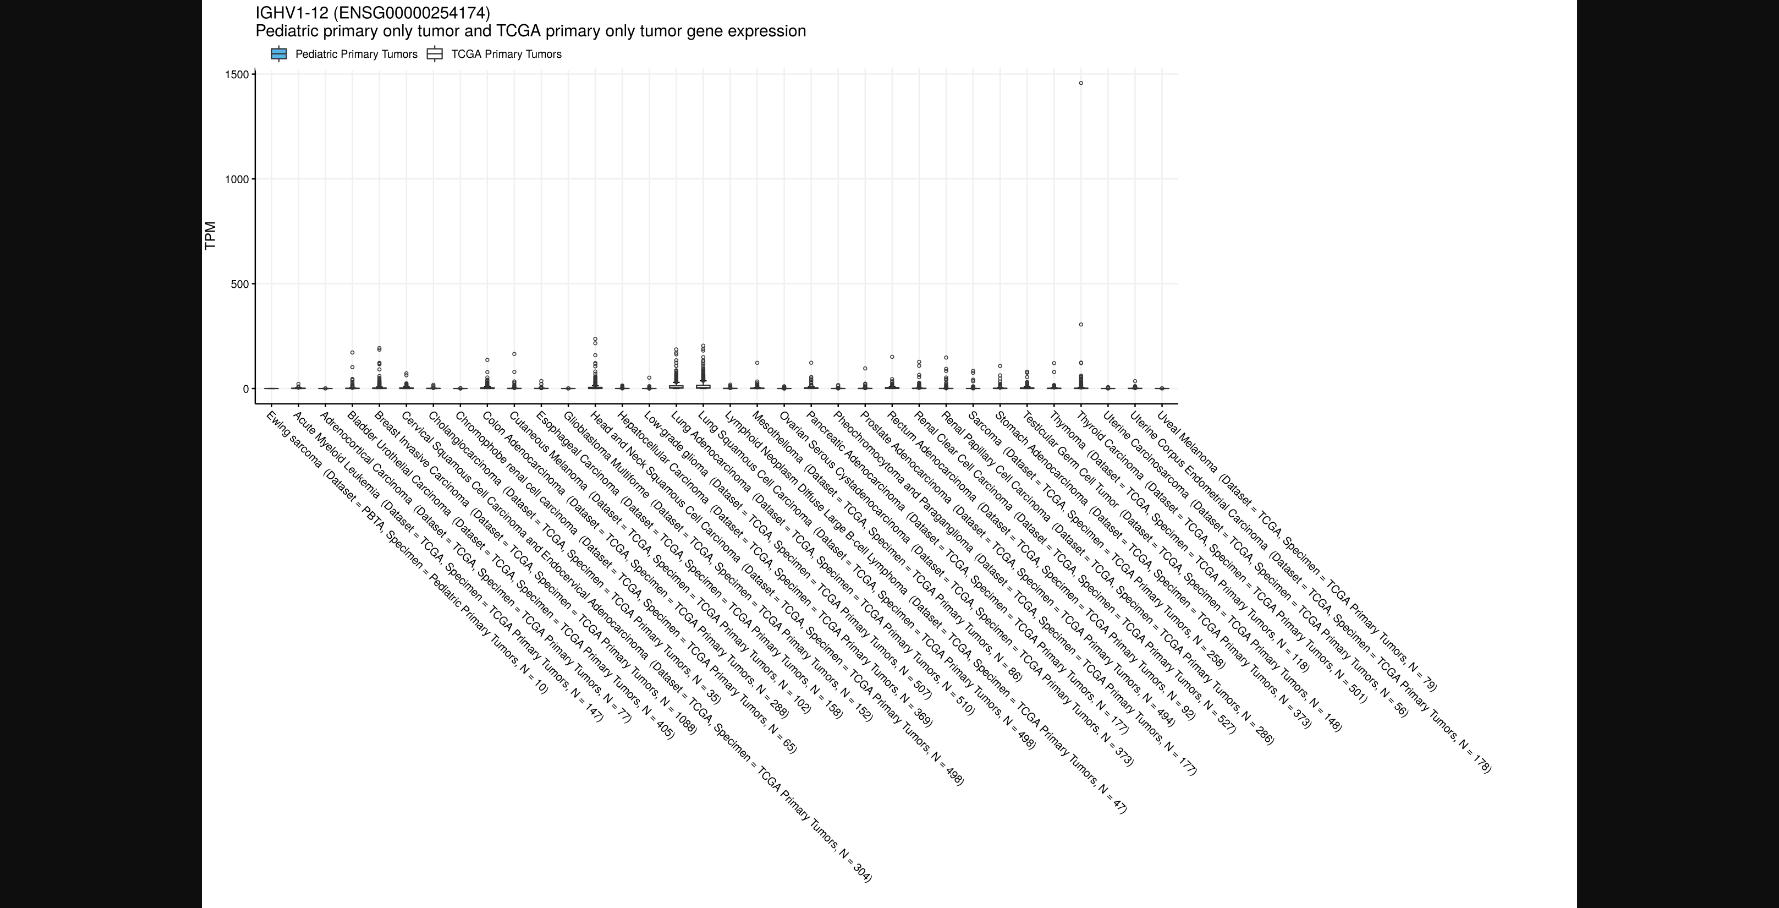 IGHV1-12 (ENSG00000254174)
Pediatric primary only tumor and TCGA primary only tumor gene expression
Pediatric Primary Tumors
TCGA Primary Tumors
TPM
1500
1000
500
0
Ewing sarcoma (Dataset = PBTA, Specimen = Pediatric Primary Tumors, N = 10)
Acute Myeloid Leukemia (Dataset = TCGA, Specimen = TCGA Primary Tumors, N = 147)
Adrenocortical Carcinoma (Dataset = TCGA, Specimen = TCGA Primary Tumors, N = 77)
Bladder Urothelial Carcinoma (Dataset = TCGA, Specimen = TCGA Primary Tumors, N = 405)
Breast Invasive Carcinoma (Dataset = TCGA, Specimen = TCGA Primary Tumors, N = 1088)
Cervical Squamous Cell Carcinoma and Endocervical Adenocarcinoma (Dataset = TCGA, Specimen = TCGA Primary Tumors, N = 304)
Cholangiocarcinoma (Dataset = TCGA, Specimen = TCGA Primary Tumors, N = 35)
Chromophobe renal cell carcinoma (Dataset = TCGA, Specimen = TCGA Primary Tumors, N = 65)
Colon Adenocarcinoma (Dataset = TCGA, Specimen = TCGA Primary Tumors, N = 288)
Cutaneous Melanoma (Dataset = TCGA, Specimen = TCGA Primary Tumors, N = 102)
Esophageal Carcinoma (Dataset = TCGA, Specimen = TCGA Primary Tumors, N = 158)
Glioblastoma Multiforme (Dataset = TCGA, Specimen = TCGA Primary Tumors, N = 152)
Head and Neck Squamous Cell Carcinoma (Dataset = TCGA, Specimen = TCGA Primary Tumors, N = 498)
Hepatocellular Carcinoma (Dataset = TCGA, Specimen = TCGA Primary Tumors, N = 369)
Low-grade glioma (Dataset = TCGA, Specimen = TCGA Primary Tumors, N = 507)
Lung Adenocarcinoma (Dataset = TCGA, Specimen = TCGA Primary Tumors, N = 510)
Lung Squamous Cell Carcinoma (Dataset = TCGA, Specimen = TCGA Primary Tumors, N = 498)
Lymphoid Neoplasm Diffuse Large B-cell Lymphoma (Dataset = TCGA, Specimen = TCGA Primary Tumors, N = 47)
Mesothelioma (Dataset = TCGA, Specimen = TCGA Primary Tumors, N = 86)
Ovarian Serous Cystadenocarcinoma (Dataset = TCGA, Specimen = TCGA Primary Tumors, N = 373)
Pancreatic Adenocarcinoma (Dataset = TCGA, Specimen = TCGA Primary Tumors, N = 177)
Pheochromocytoma and Paraganglioma (Dataset = TCGA, Specimen = TCGA Primary Tumors, N = 177)
Prostate Adenocarcinoma (Dataset = TCGA, Specimen = TCGA Primary Tumors, N = 494)
Rectum Adenocarcinoma (Dataset = TCGA, Specimen = TCGA Primary Tumors, N = 92)
Renal Clear Cell Carcinoma (Dataset = TCGA, Specimen = TCGA Primary Tumors, N = 527)
Renal Papillary Cell Carcinoma (Dataset = TCGA, Specimen = TCGA Primary Tumors, N = 286)
Sarcoma (Dataset = TCGA, Specimen = TCGA Primary Tumors, N = 258)
Stomach Adenocarcinoma (Dataset = TCGA, Specimen = TCGA Primary Tumors, N = 373)
Testicular Germ Cell Tumor (Dataset = TCGA, Specimen = TCGA Primary Tumors, N = 148)
Thymoma (Dataset = TCGA, Specimen = TCGA Primary Tumors, N = 118)
Thyroid Carcinoma (Dataset = TCGA, Specimen = TCGA Primary Tumors, N = 501)
Uterine Carcinosarcoma (Dataset = TCGA, Specimen = TCGA Primary Tumors, N = 56)
Uterine Corpus Endometrial Carcinoma (Dataset = TCGA, Specimen = TCGA Primary Tumors, N = 178)
Uveal Melanoma (Dataset = TCGA, Specimen = TCGA Primary Tumors, N = 79)